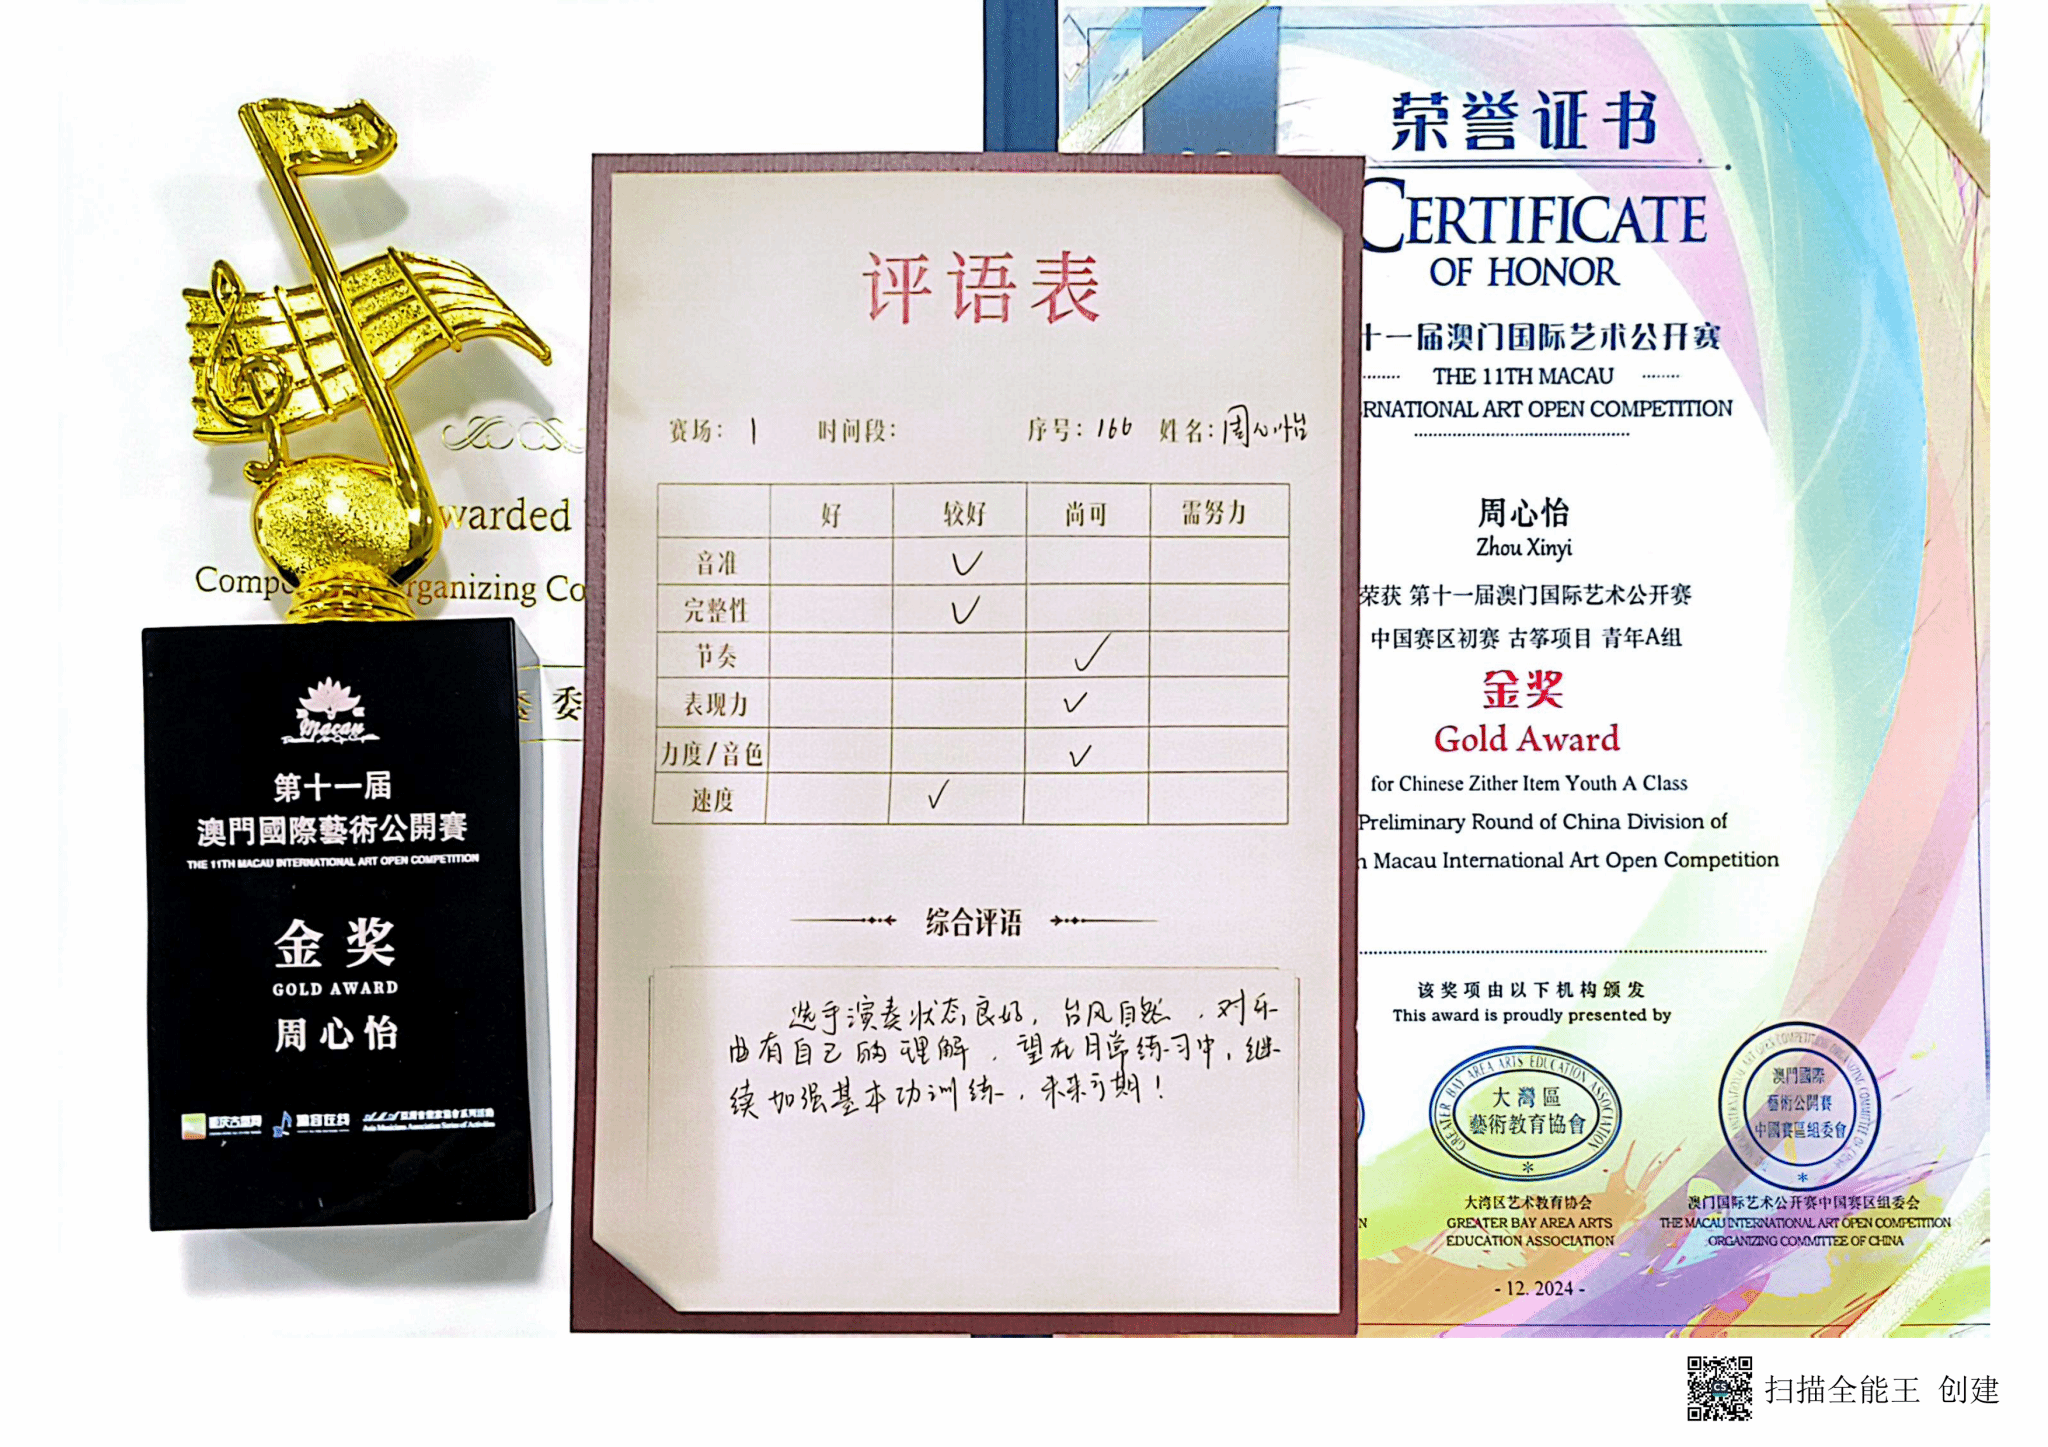 第十一届
澳門國際藝術公開賽
THE 11TH MACAU INTERNATIONAL ART OPEN COMPETITION
金奖
GOLD AWARD
周心怡
Asia Musicians Association Series of Activities
warded
Comp
rganizing Co
委
评语表
赛场: 1 时间段: 序号: 166 姓名: 周心怡
好 较好 尚可 需努力
音准 ✓
完整性 ✓
节奏 ✓
表现力 ✓
力度/音色 ✓
速度 ✓
综合评语
选手演奏状态良好,台风自然,对乐
曲有自己的理解,望在日常练习中,继
续加强基本功训练,未来可期!
荣誉证书
CERTIFICATE
OF HONOR
十一届澳门国际艺术公开赛
THE 11TH MACAU
RNATIONAL ART OPEN COMPETITION
周心怡
Zhou Xinyi
荣获 第十一届澳门国际艺术公开赛
中国赛区初赛 古筝项目 青年A组
金奖
Gold Award
for Chinese Zither Item Youth A Class
Preliminary Round of China Division of
h Macau International Art Open Competition
该奖项由以下机构颁发
This award is proudly presented by
GREATER BAY AREA ARTS EDUCATION ASSOCIATION
大灣區
藝術教育協會
澳門國際
藝術公開賽
中國賽區組委會
大湾区艺术教育协会
GREATER BAY AREA ARTS
EDUCATION ASSOCIATION
澳门国际艺术公开赛中国赛区组委会
THE MACAU INTERNATIONAL ART OPEN COMPETITION
ORGANIZING COMMITTEE OF CHINA
- 12. 2024 -
扫描全能王 创建